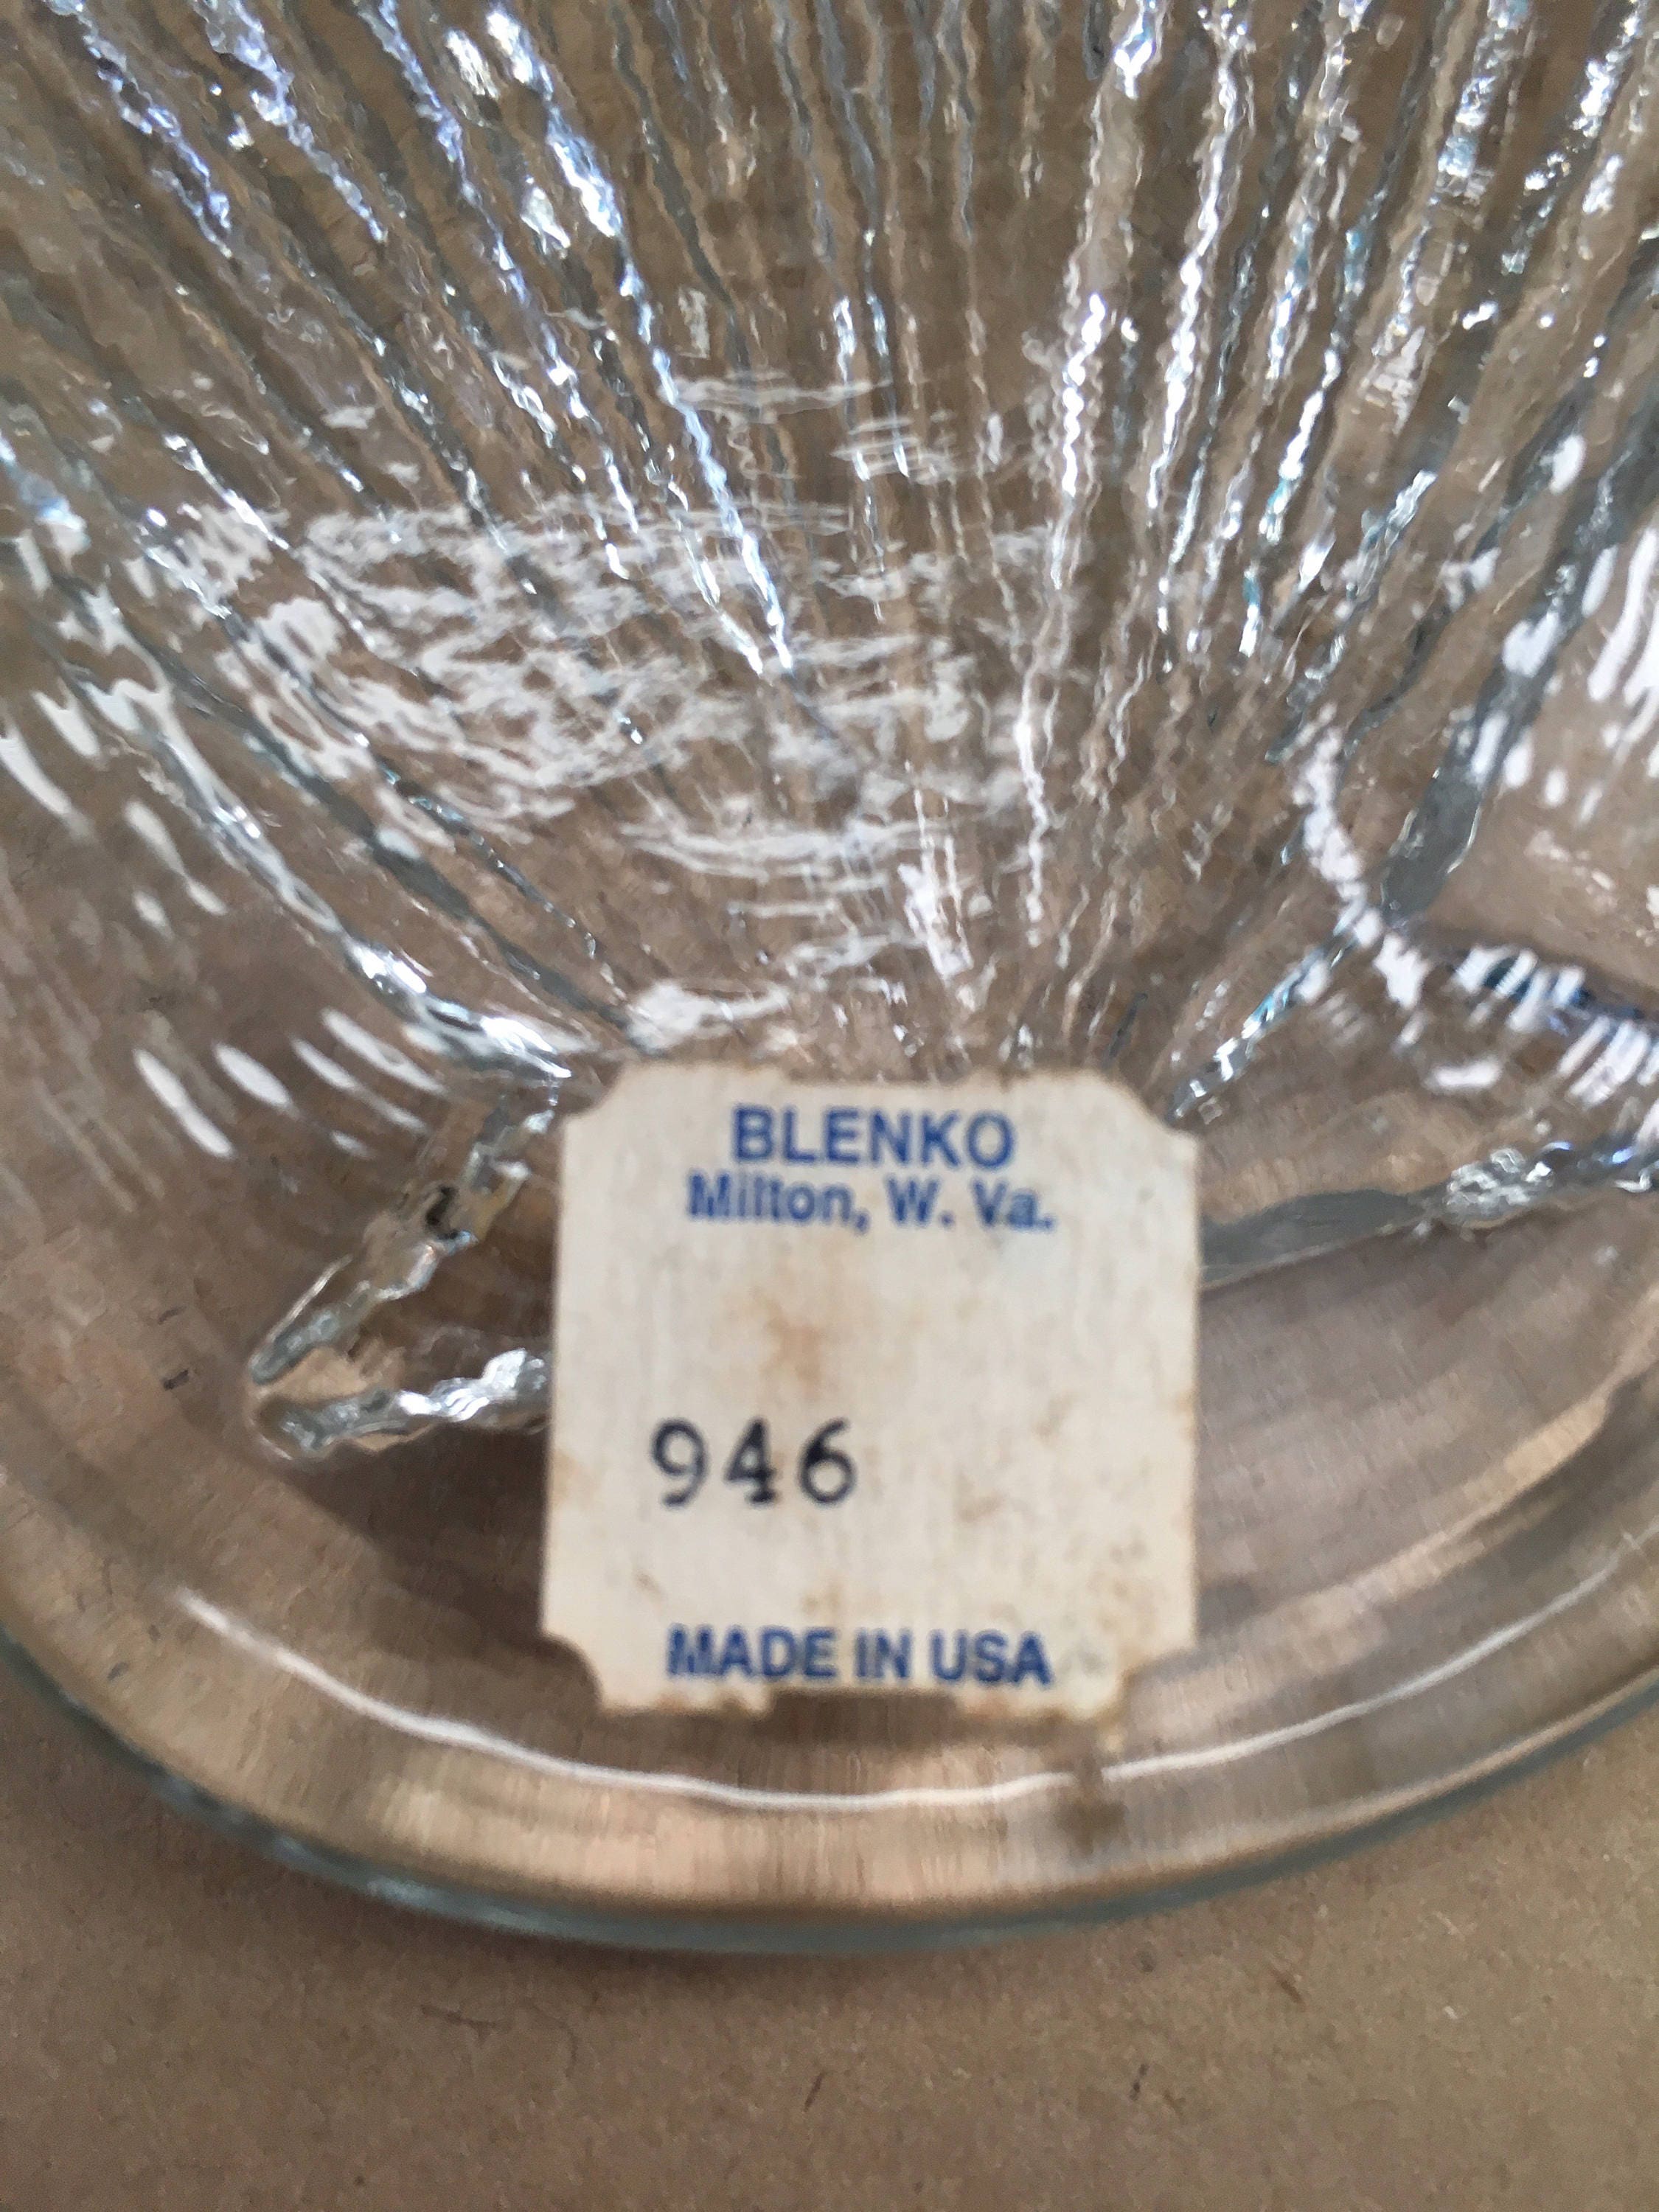 BLENKO
Milton, W. Va.
946
MADE IN USA